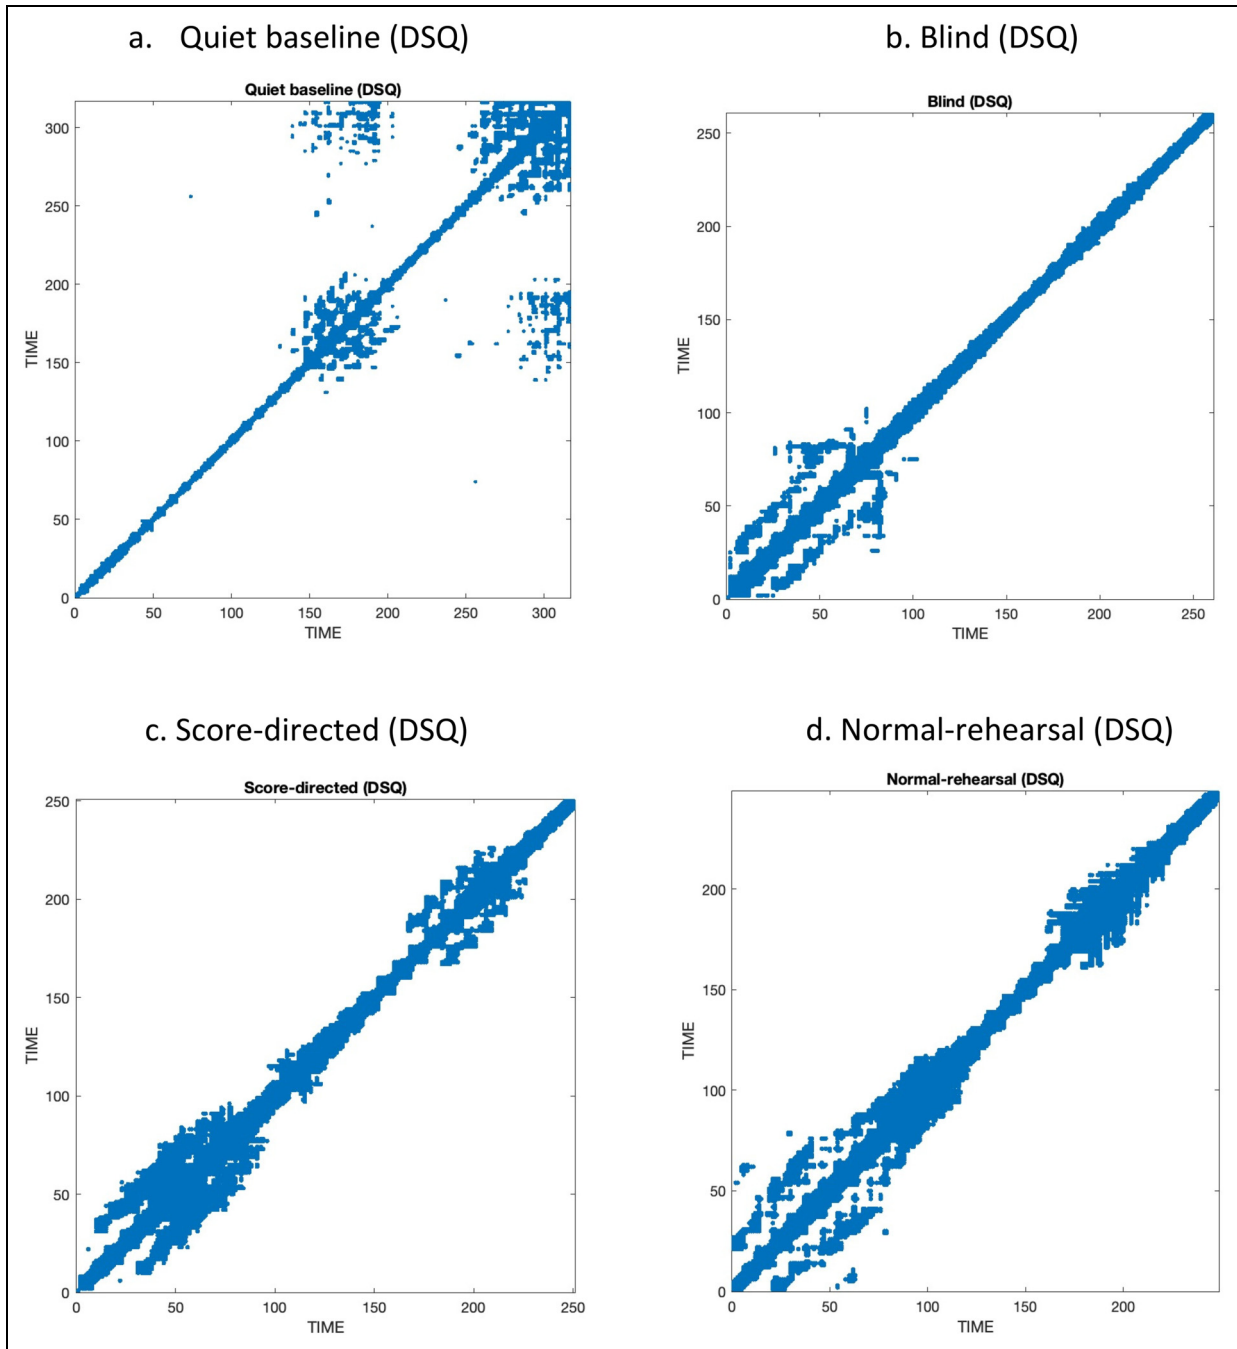 a. Quiet baseline (DSQ)
Quiet baseline (DSQ)
300
250
200
150
100
50
0
TIME
0 50 100 150 200 250 300
TIME
b. Blind (DSQ)
Blind (DSQ)
250
200
150
100
50
0
TIME
0 50 100 150 200 250
TIME
c. Score-directed (DSQ)
Score-directed (DSQ)
250
200
150
100
50
0
TIME
0 50 100 150 200 250
TIME
d. Normal-rehearsal (DSQ)
Normal-rehearsal (DSQ)
200
150
100
50
0
TIME
0 50 100 150 200
TIME